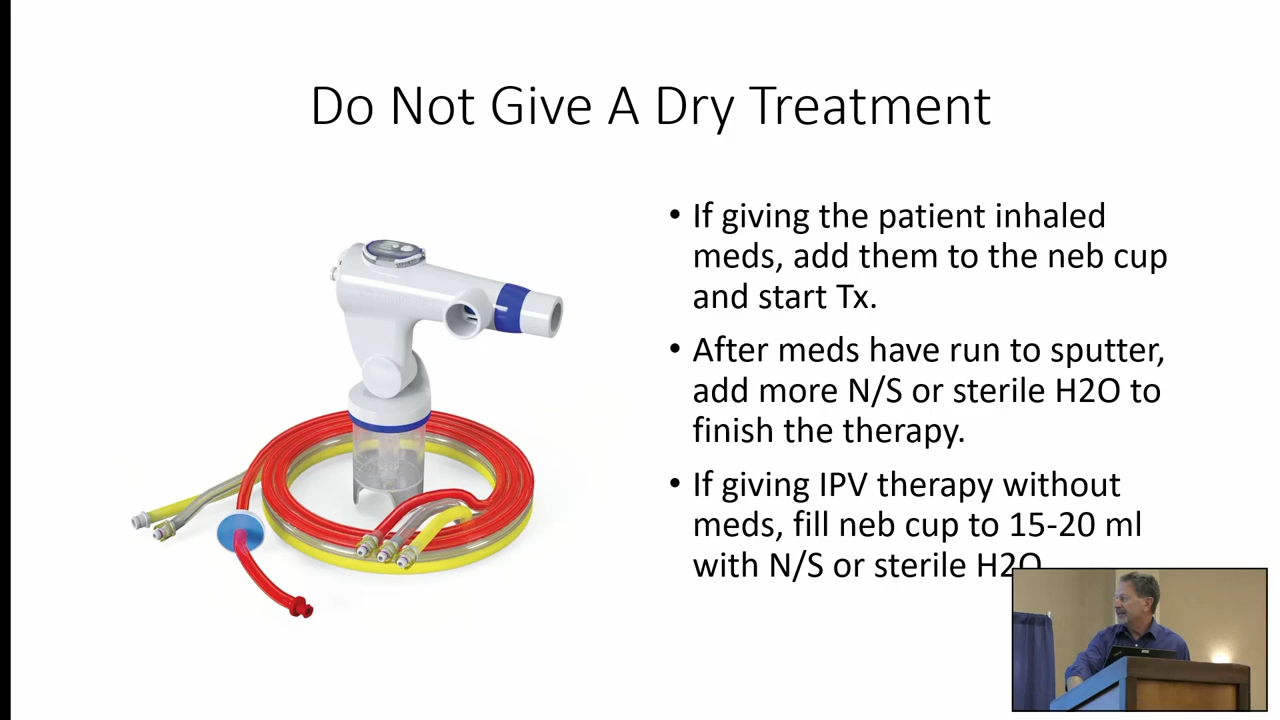 Do Not Give A Dry Treatment
• If giving the patient inhaled
meds, add them to the neb cup
and start Tx.
• After meds have run to sputter,
add more N/S or sterile H2O to
finish the therapy.
• If giving IPV therapy without
meds, fill neb cup to 15-20 ml
with N/S or sterile H2O